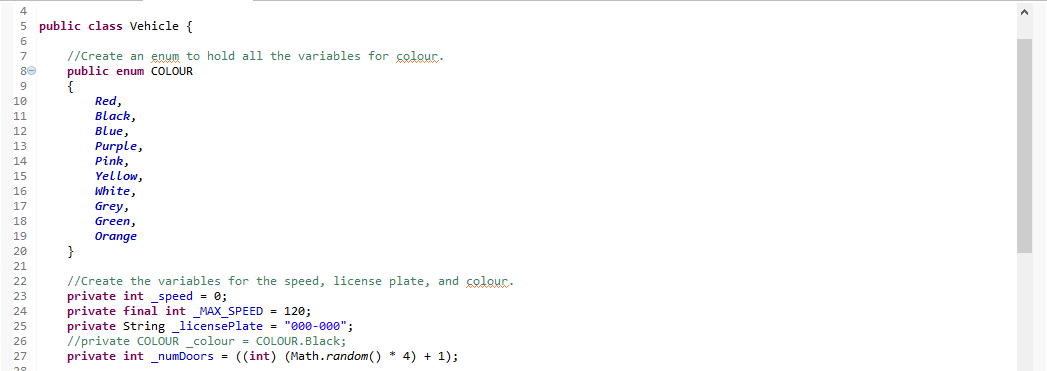 4
5 public class Vehicle {
6
7 //Create an enum to hold all the variables for colour.
8 public enum COLOUR
9 {
10 Red,
11 Black,
12 Blue,
13 Purple,
14 Pink,
15 Yellow,
16 White,
17 Grey,
18 Green,
19 Orange
20 }
21
22 //Create the variables for the speed, license plate, and colour.
23 private int _speed = 0;
24 private final int _MAX_SPEED = 120;
25 private String _licensePlate = "000-000";
26 //private COLOUR _colour = COLOUR.Black;
27 private int _numDoors = ((int) (Math.random() * 4) + 1);
28